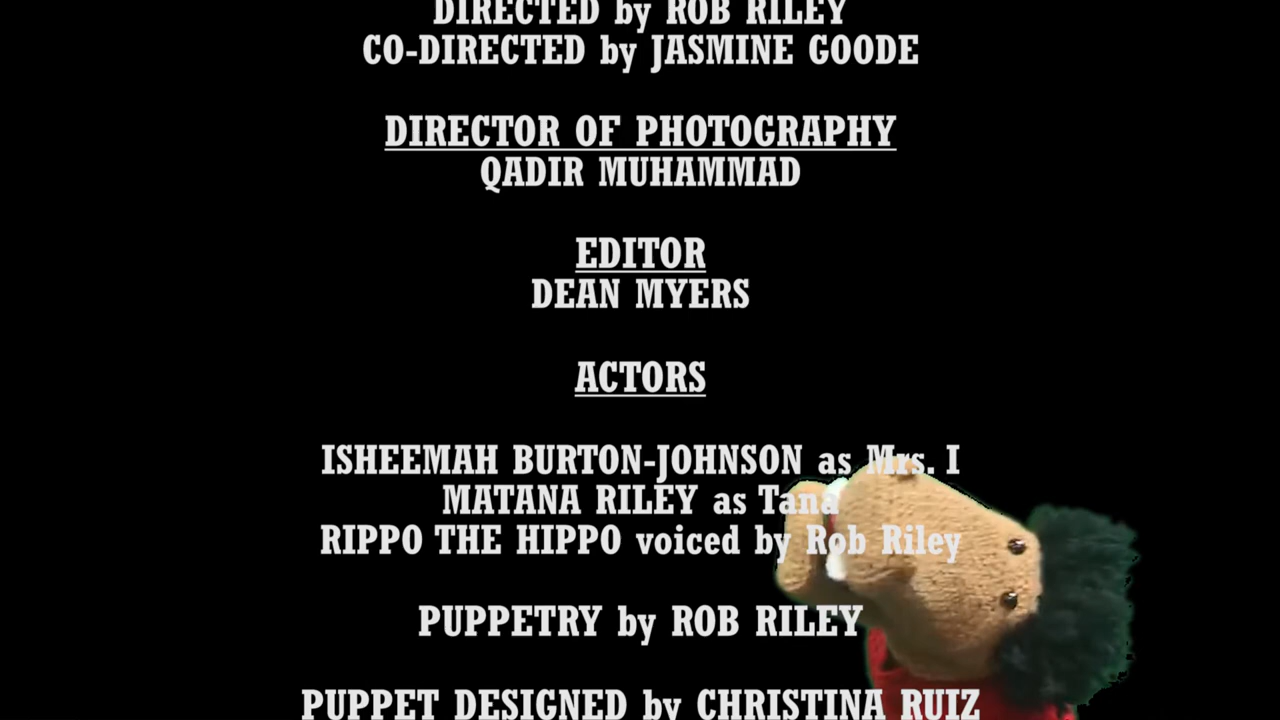 DIRECTED by ROB RILEY
CO-DIRECTED by JASMINE GOODE
DIRECTOR OF PHOTOGRAPHY
QADIR MUHAMMAD
EDITOR
DEAN MYERS
ACTORS
ISHEEMAH BURTON-JOHNSON as Mrs. I
MATANA RILEY as Tana
RIPPO THE HIPPO voiced by Rob Riley
PUPPETRY by ROB RILEY
PUPPET DESIGNED by CHRISTINA RUIZ